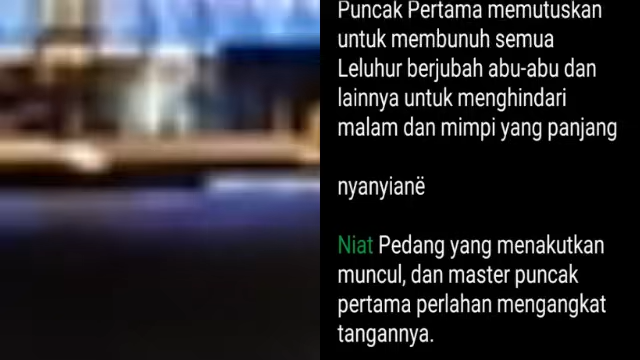 Puncak Pertama memutuskan
untuk membunuh semua
Leluhur berjubah abu-abu dan
lainnya untuk menghindari
malam dan mimpi yang panjang
nyanyianë
Niat Pedang yang menakutkan
muncul, dan master puncak
pertama perlahan mengangkat
tangannya.